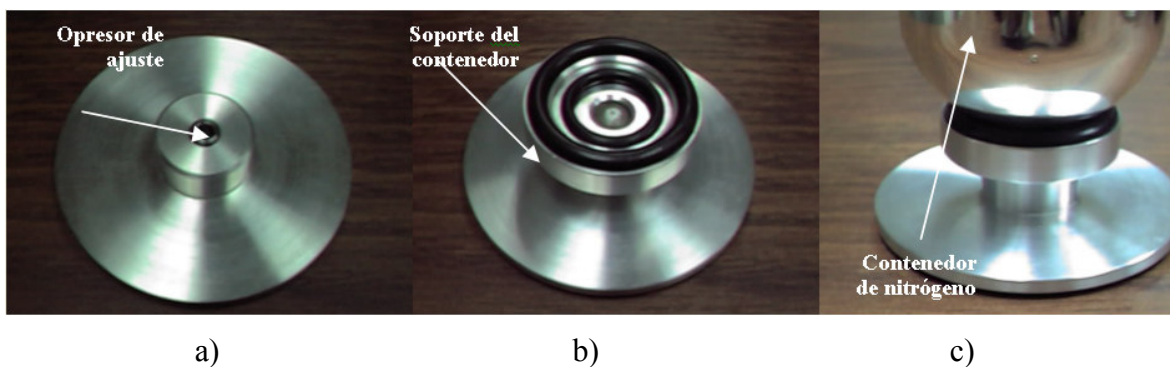 Opresor de
ajuste
Soporte del
contenedor
Contenedor
de nitrógeno
a)
b)
c)